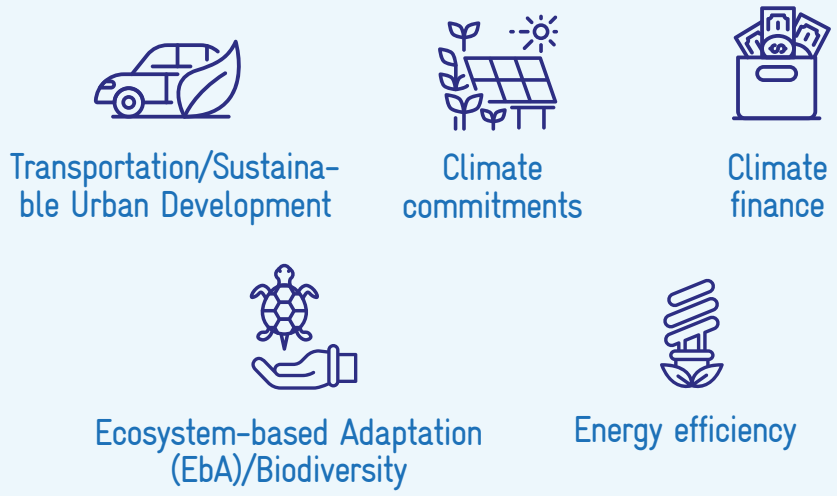 Transportation/Sustaina-
ble Urban Development
Climate
commitments
Climate
finance
Ecosystem-based Adaptation
(EbA)/Biodiversity
Energy efficiency